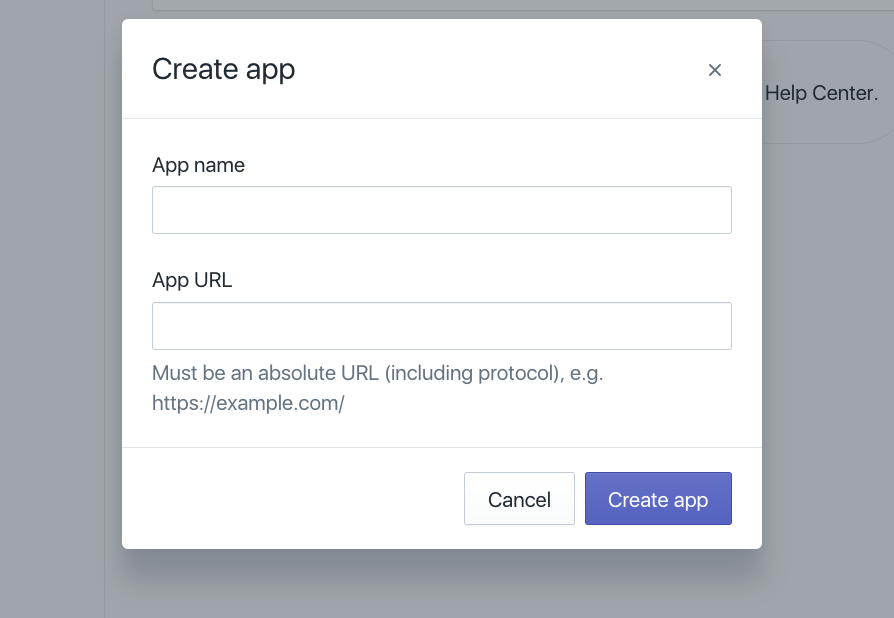 Create app
Help Center.
App name
App URL
Must be an absolute URL (including protocol), e.g.
https://example.com/
Cancel
Create app